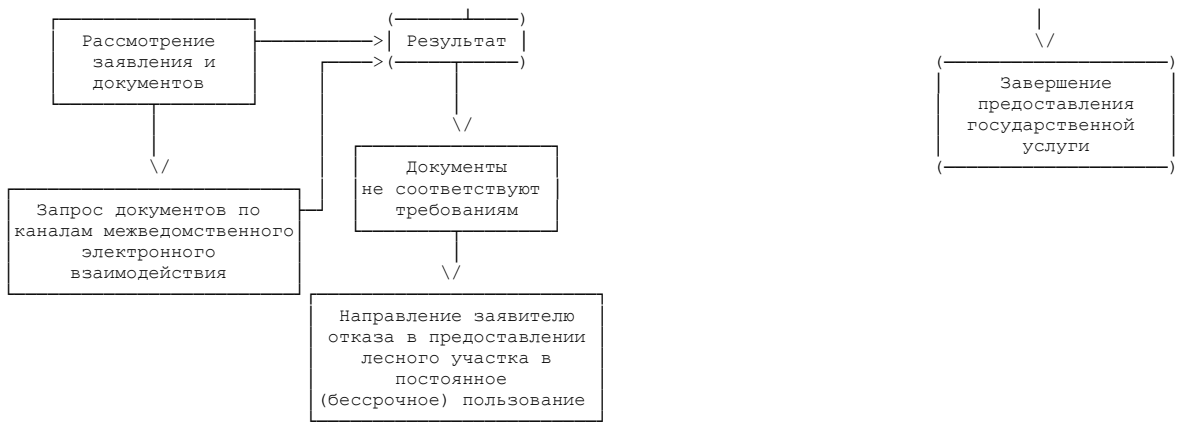 Рассмотрение
заявления и
документов
Результат
Завершение
предоставления
государственной
услуги
Документы
не соответствуют
требованиям
Запрос документов по
каналам межведомственного
электронного
взаимодействия
Направление заявителю
отказа в предоставлении
лесного участка в
постоянное
(бессрочное) пользование